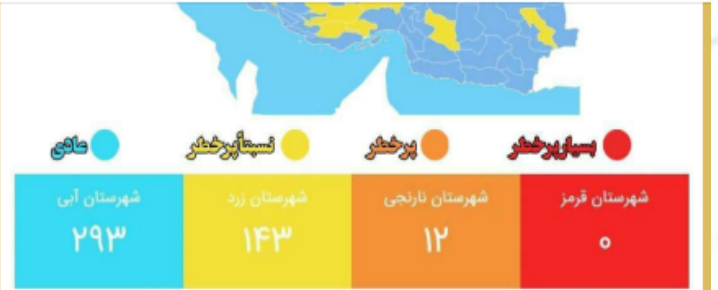 بسیارپرخطر
پرخطر
نسبتاًپرخطر
عادی
شهرستان قرمز
۰
شهرستان نارنجی
۱۲
شهرستان زرد
۱۴۳
شهرستان آبی
۲۹۳